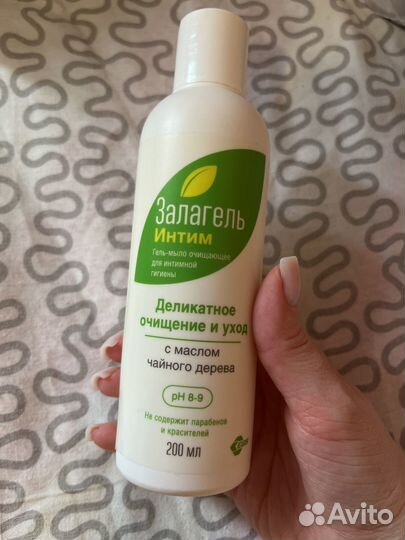 Залагель
Интим
Гель-мыло очищающее
для интимной
гигиены
Деликатное
очищение и уход
с маслом
чайного дерева
pH 8-9
Не содержит парабенов
и красителей
200 мл
Avito